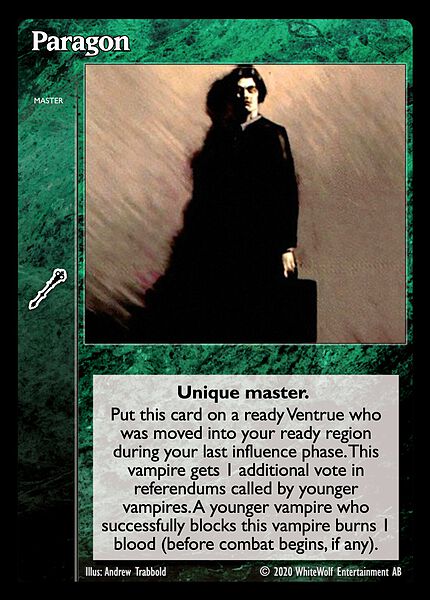 Paragon
MASTER
Unique master.
Put this card on a ready Ventrue who
was moved into your ready region
during your last influence phase. This
vampire gets 1 additional vote in
referendums called by younger
vampires. A younger vampire who
successfully blocks this vampire burns 1
blood (before combat begins, if any).
Illus: Andrew Trabbold © 2020 WhiteWolf Entertainment AB